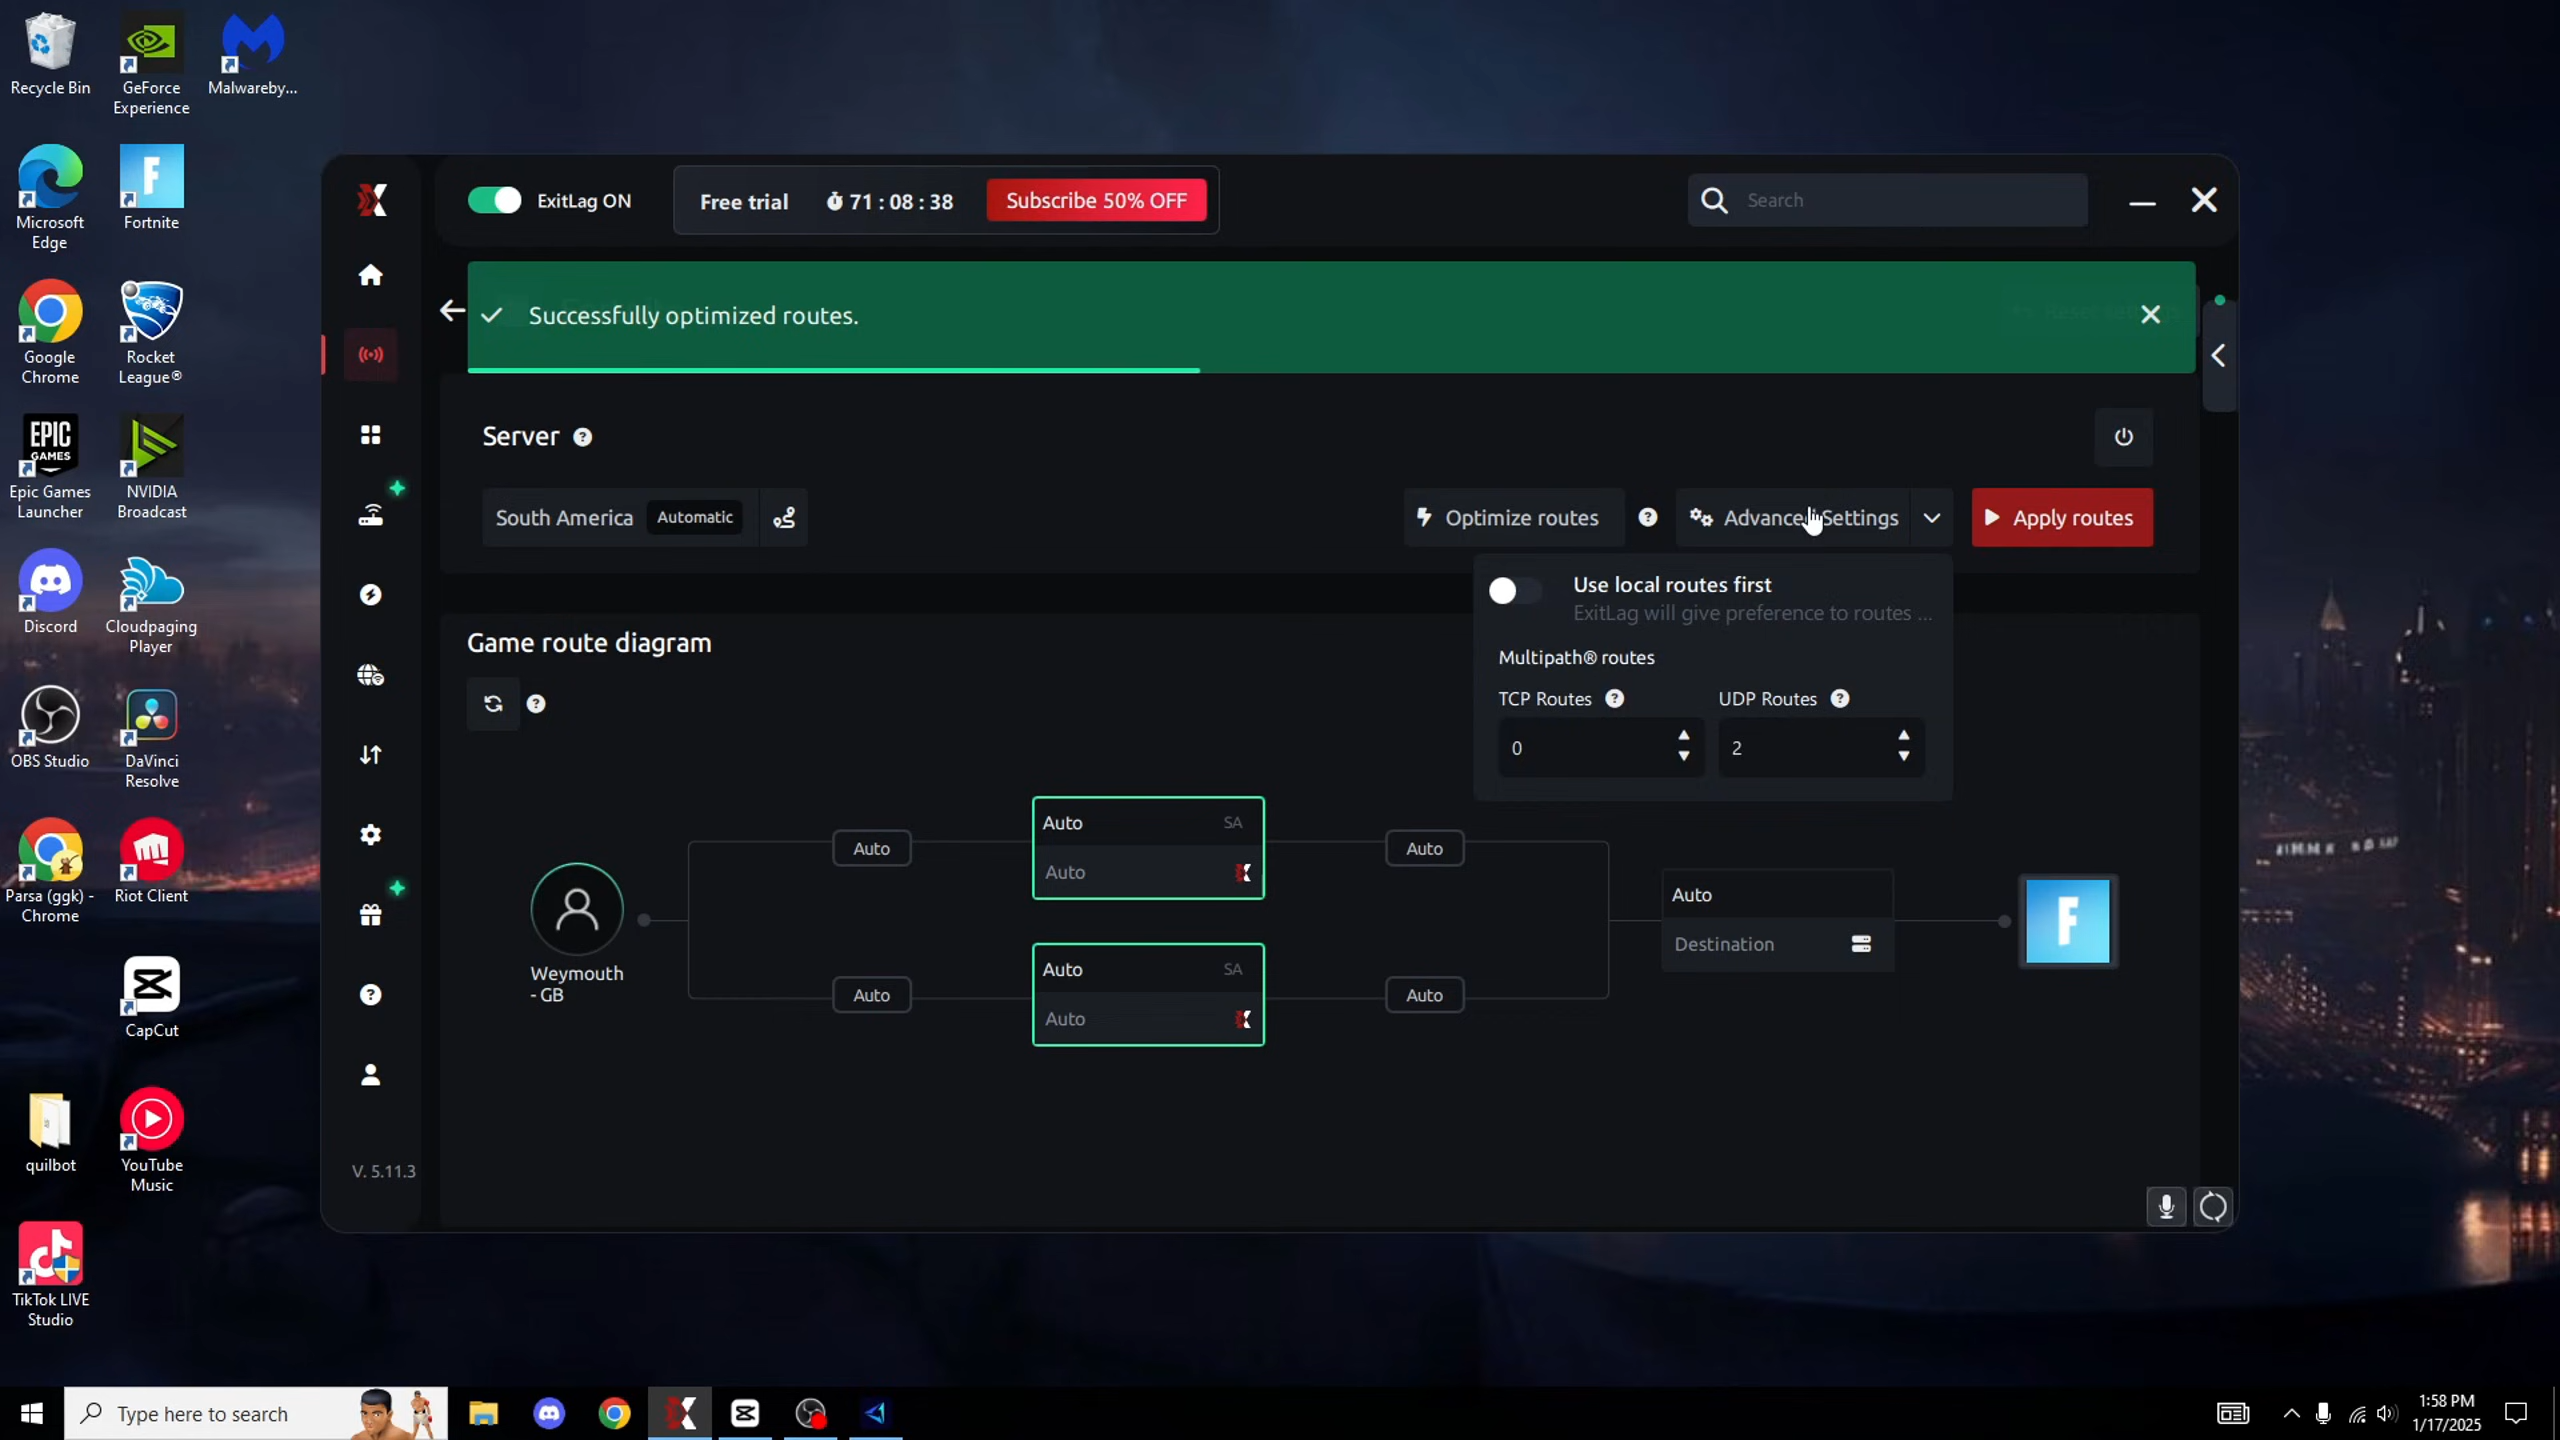 Recycle Bin
GeForce
Experience
Malwareby...
Microsoft
Edge
Fortnite
Google
Chrome
Rocket
League®
EPIC
GAMES
Epic Games
Launcher
NVIDIA
Broadcast
Discord
Cloudpaging
Player
OBS Studio
DaVinci
Resolve
Parsa (ggk) -
Chrome
Riot Client
CapCut
quilbot
YouTube
Music
TikTok LIVE
Studio
ExitLag ON
Free trial
71 : 08 : 38
Subscribe 50% OFF
Search
Successfully optimized routes.
Server
South America
Automatic
Optimize routes
Advanced Settings
Apply routes
Use local routes first
ExitLag will give preference to routes ...
Multipath® routes
TCP Routes
UDP Routes
0
2
Game route diagram
Weymouth
- GB
Auto
Auto SA
Auto
Auto
Auto
Auto SA
Auto
Auto
Auto
Destination
F
V. 5.11.3
Type here to search
1:58 PM
1/17/2025